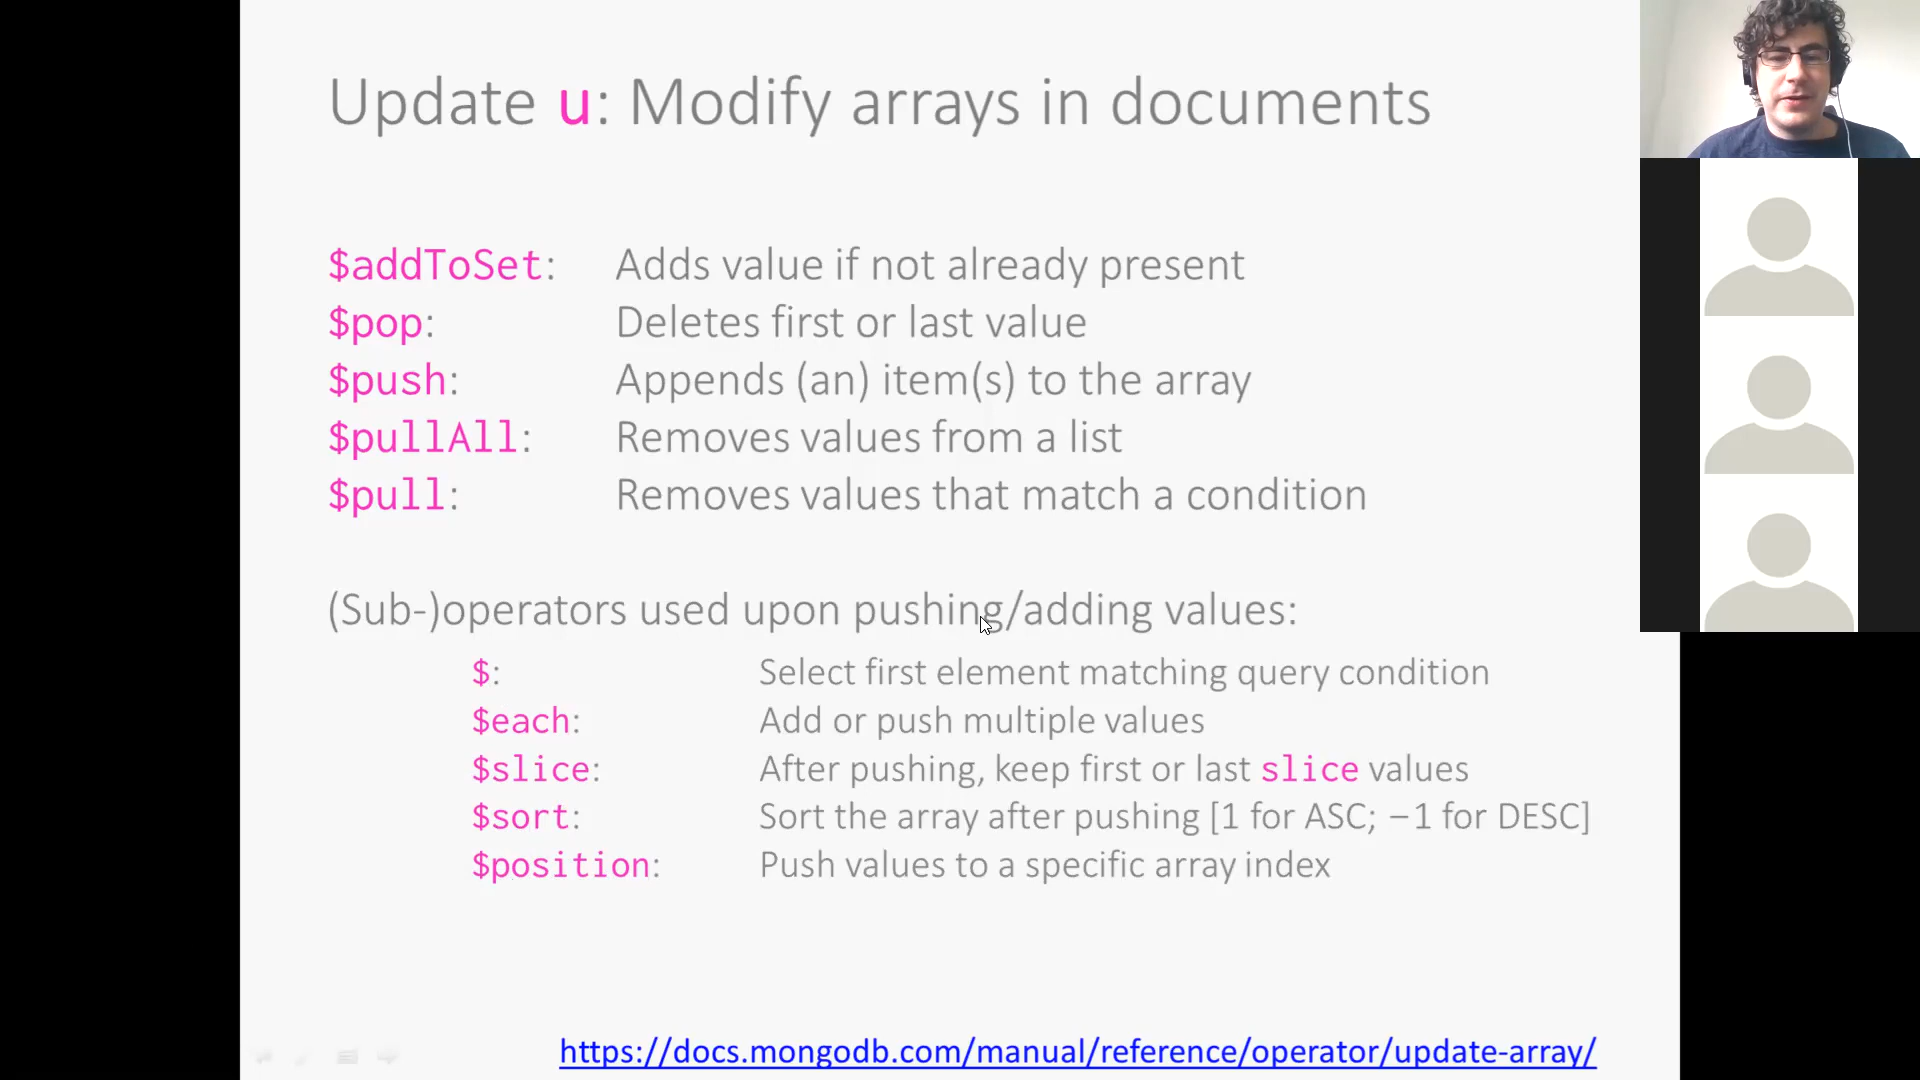 Update u: Modify arrays in documents
$addToSet: Adds value if not already present
$pop: Deletes first or last value
$push: Appends (an) item(s) to the array
$pullAll: Removes values from a list
$pull: Removes values that match a condition
(Sub-)operators used upon pushing/adding values:
$: Select first element matching query condition
$each: Add or push multiple values
$slice: After pushing, keep first or last slice values
$sort: Sort the array after pushing [1 for ASC; −1 for DESC]
$position: Push values to a specific array index
https://docs.mongodb.com/manual/reference/operator/update-array/